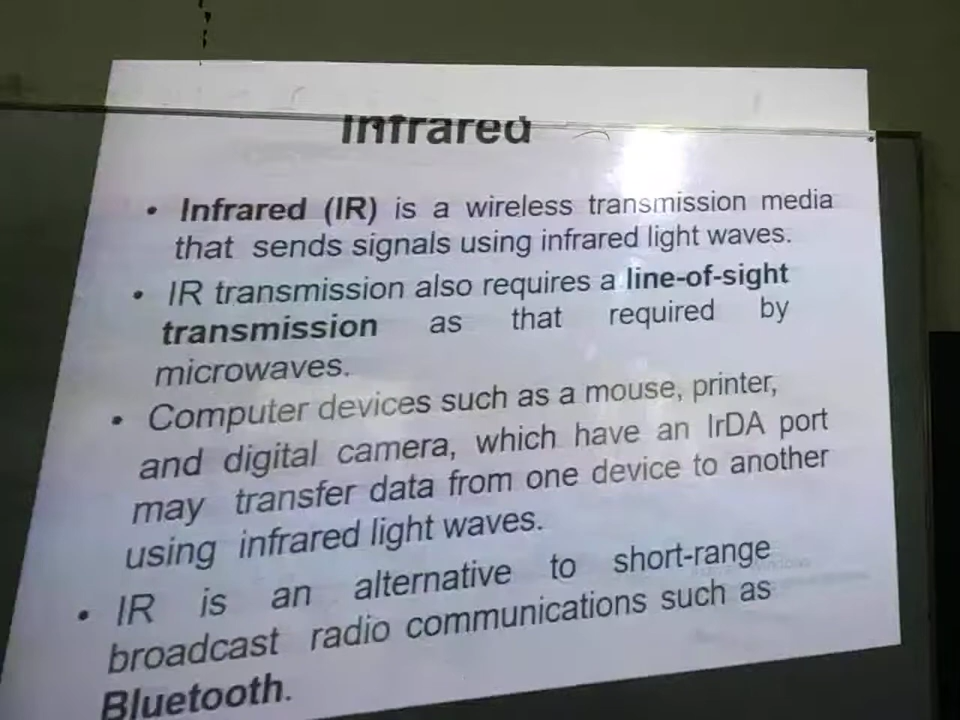 Infrared
• Infrared (IR) is a wireless transmission media
that sends signals using infrared light waves.
• IR transmission also requires a line-of-sight
transmission as that required by
microwaves.
• Computer devices such as a mouse, printer,
and digital camera, which have an IrDA port
may transfer data from one device to another
using infrared light waves.
• IR is an alternative to short-range
broadcast radio communications such as
Bluetooth.